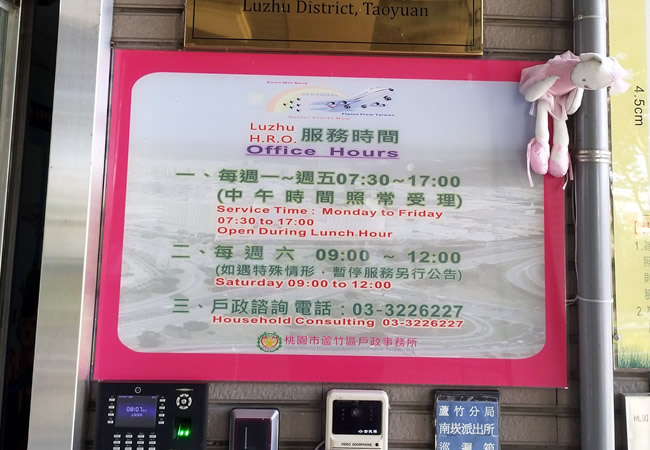 Luzhu District, Taoyuan
Luzhu H.R.O. 服務時間
Office Hours
一、每週一~週五07:30~17:00
(中午時間照常受理)
Service Time: Monday to Friday
07:30 to 17:00
Open During Lunch Hour
二、每週六 09:00 ~ 12:00
(如遇特殊情形，暫停服務另行公告)
Saturday 09:00 to 12:00
三、戶政諮詢電話：03-3226227
Household Consulting 03-3226227
桃園市蘆竹區戶政事務所
蘆竹分局
南崁派出所
巡邏箱
4.5cm